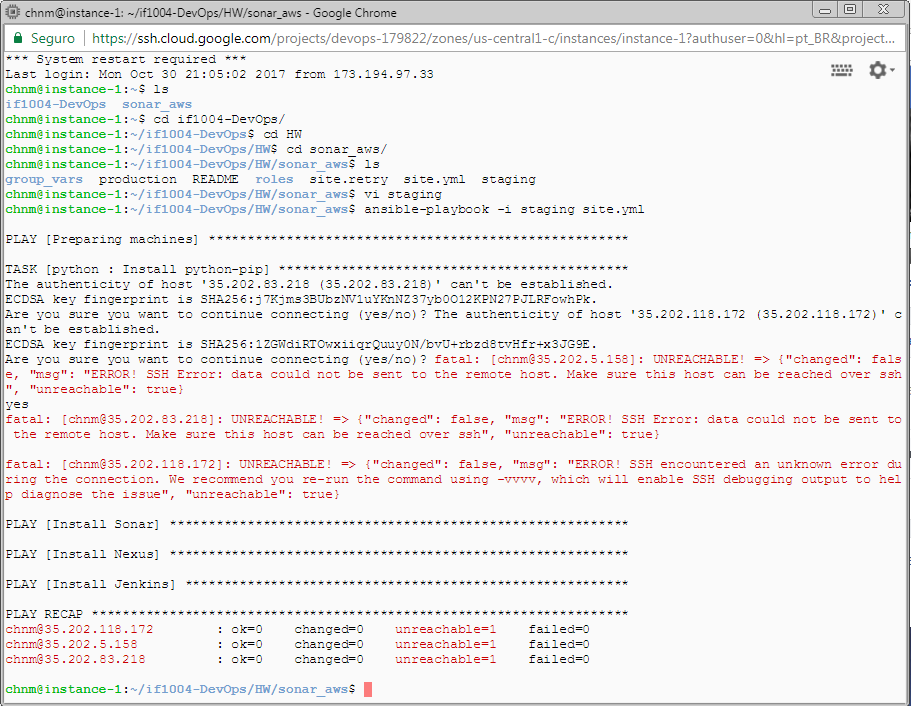 chnm@instance-1: ~/if1004-DevOps/HW/sonar_aws - Google Chrome
Seguro https://ssh.cloud.google.com/projects/devops-179822/zones/us-central1-c/instances/instance-1?authuser=0&hl=pt_BR&project...
*** System restart required ***
Last login: Mon Oct 30 21:05:02 2017 from 173.194.97.33
chnm@instance-1:~$ ls
if1004-DevOps  sonar_aws
chnm@instance-1:~$ cd if1004-DevOps/
chnm@instance-1:~/if1004-DevOps$ cd HW
chnm@instance-1:~/if1004-DevOps/HW$ cd sonar_aws/
chnm@instance-1:~/if1004-DevOps/HW/sonar_aws$ ls
group_vars  production  README  roles  site.retry  site.yml  staging
chnm@instance-1:~/if1004-DevOps/HW/sonar_aws$ vi staging
chnm@instance-1:~/if1004-DevOps/HW/sonar_aws$ ansible-playbook -i staging site.yml
PLAY [Preparing machines] ******************************************************
TASK [python : Install python-pip] *********************************************
The authenticity of host '35.202.83.218 (35.202.83.218)' can't be established.
ECDSA key fingerprint is SHA256:j7Kjms3BUbzNV1uYKnNZ37yb0O12KPN27PJLRFowhPk.
Are you sure you want to continue connecting (yes/no)? The authenticity of host '35.202.118.172 (35.202.118.172)' c
an't be established.
ECDSA key fingerprint is SHA256:1ZGWdiRTOwxiiqrQuuy0N/bvU+rbzd8tvHfr+x3JG9E.
Are you sure you want to continue connecting (yes/no)? fatal: [chnm@35.202.5.158]: UNREACHABLE! => {"changed": fals
e, "msg": "ERROR! SSH Error: data could not be sent to the remote host. Make sure this host can be reached over ssh
", "unreachable": true}
yes
fatal: [chnm@35.202.83.218]: UNREACHABLE! => {"changed": false, "msg": "ERROR! SSH Error: data could not be sent to
 the remote host. Make sure this host can be reached over ssh", "unreachable": true}
fatal: [chnm@35.202.118.172]: UNREACHABLE! => {"changed": false, "msg": "ERROR! SSH encountered an unknown error du
ring the connection. We recommend you re-run the command using -vvvv, which will enable SSH debugging output to hel
p diagnose the issue", "unreachable": true}
PLAY [Install Sonar] ***********************************************************
PLAY [Install Nexus] ***********************************************************
PLAY [Install Jenkins] *********************************************************
PLAY RECAP *********************************************************************
chnm@35.202.118.172        : ok=0    changed=0    unreachable=1    failed=0
chnm@35.202.5.158          : ok=0    changed=0    unreachable=1    failed=0
chnm@35.202.83.218         : ok=0    changed=0    unreachable=1    failed=0
chnm@instance-1:~/if1004-DevOps/HW/sonar_aws$